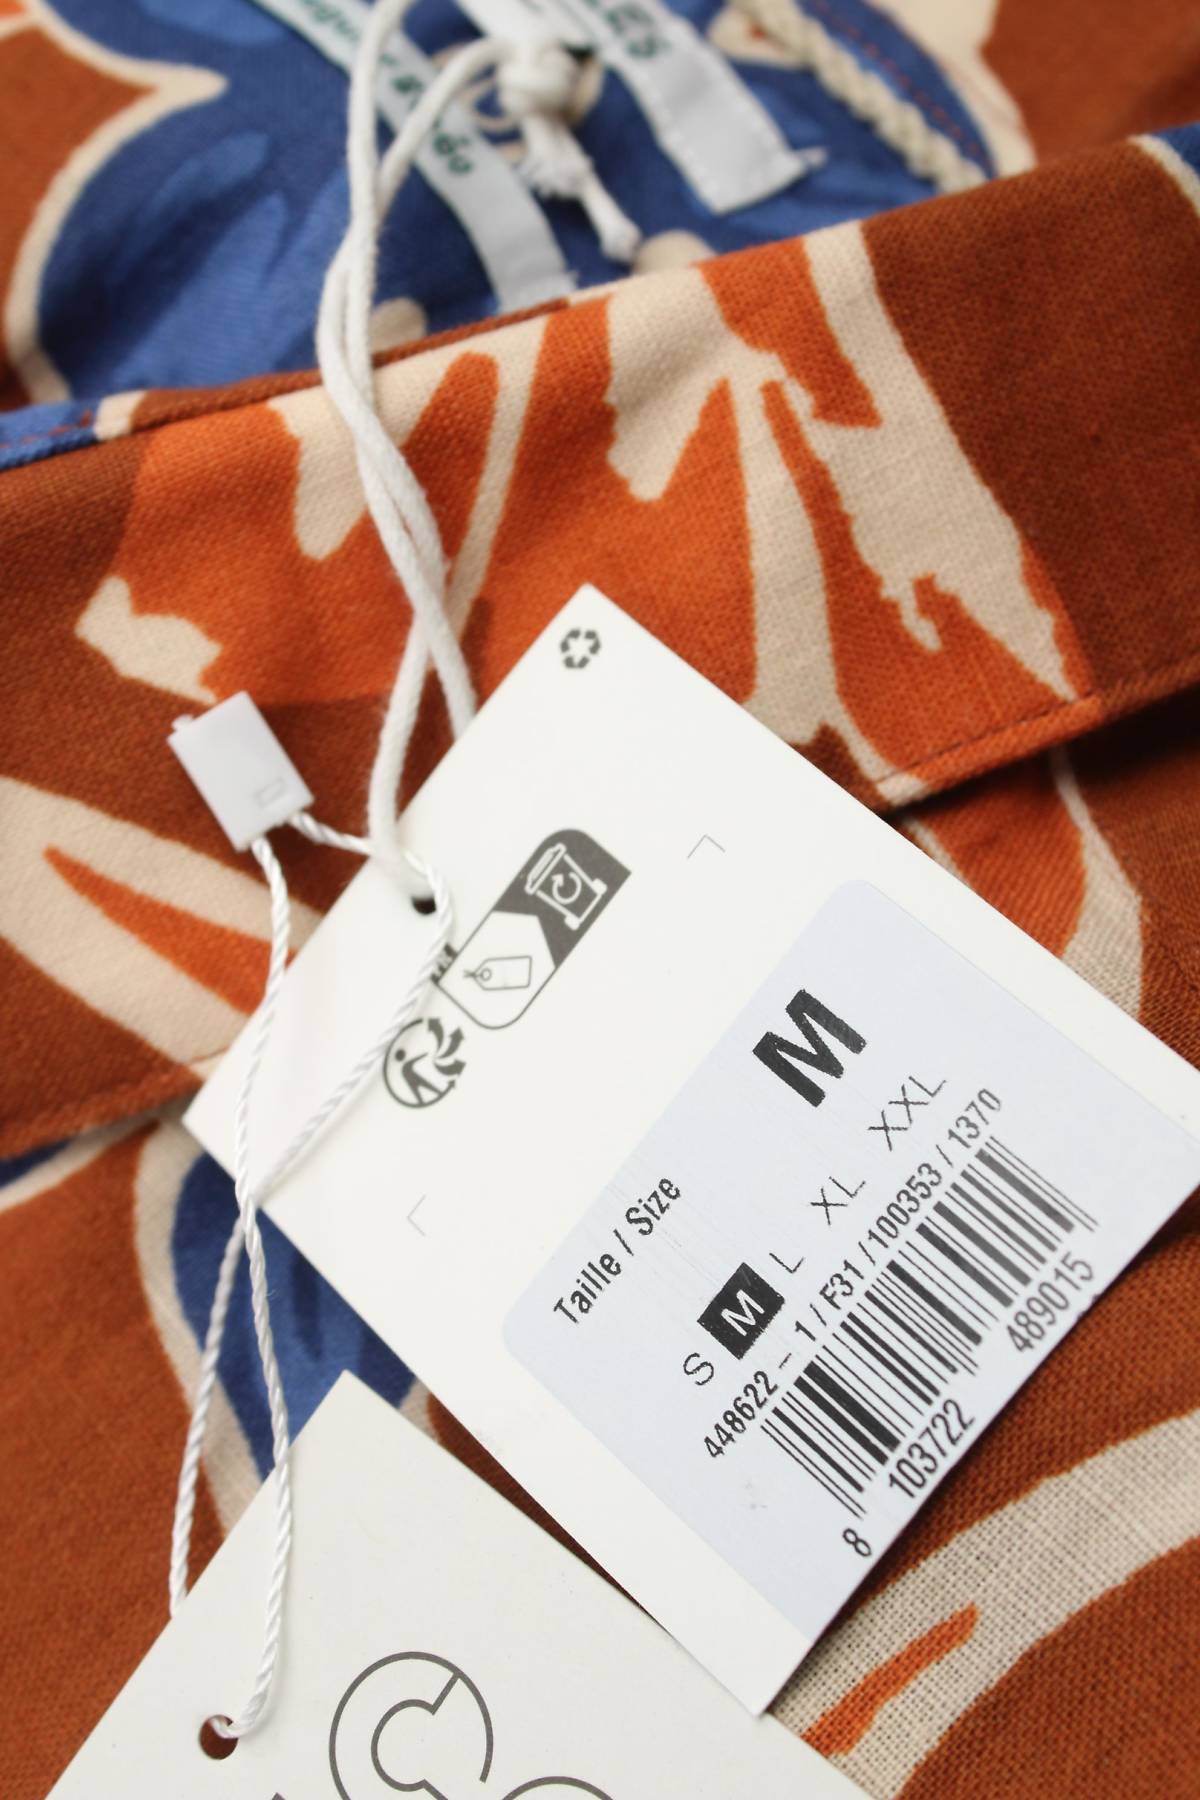 M
Taille / Size
S M L XL XXL
448622 - 1 / F31 / 100353 / 1370
8 103722 489015